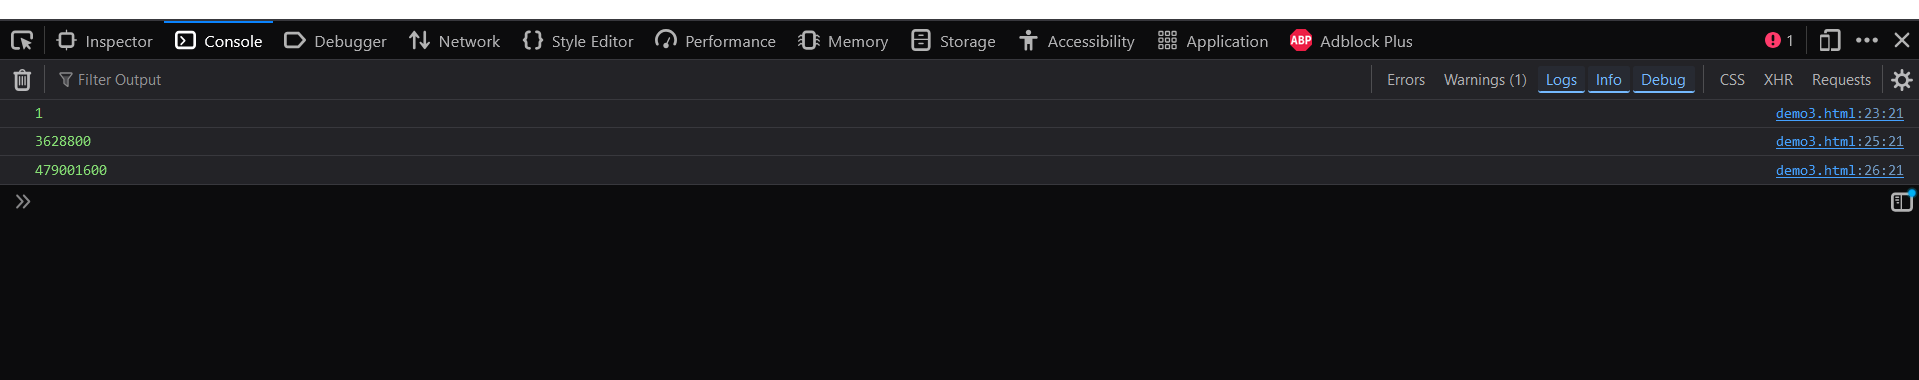 Inspector Console Debugger Network Style Editor Performance Memory Storage Accessibility Application ABP Adblock Plus 1
Filter Output Errors Warnings (1) Logs Info Debug CSS XHR Requests
1 demo3.html:23:21
3628800 demo3.html:25:21
479001600 demo3.html:26:21